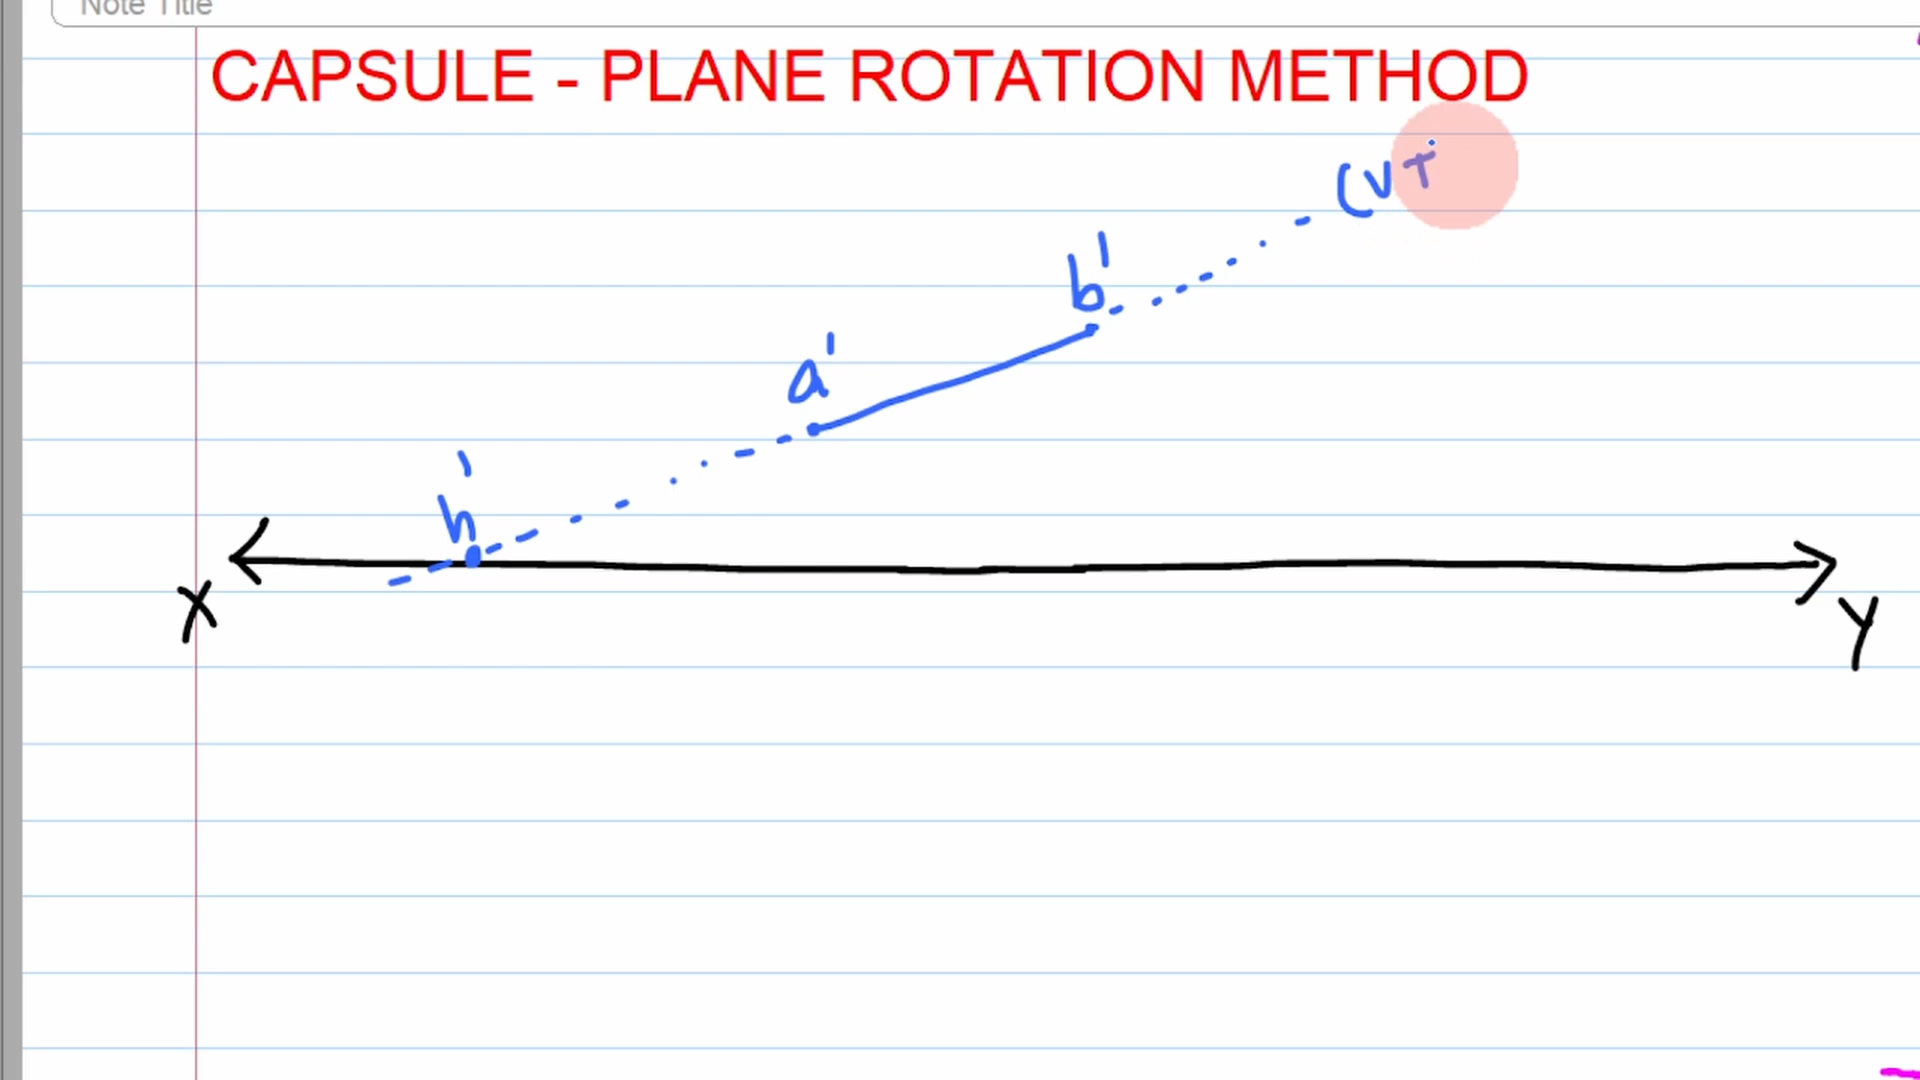 Note Title
CAPSULE - PLANE ROTATION METHOD
(VT
b'
a'
h'
X Y